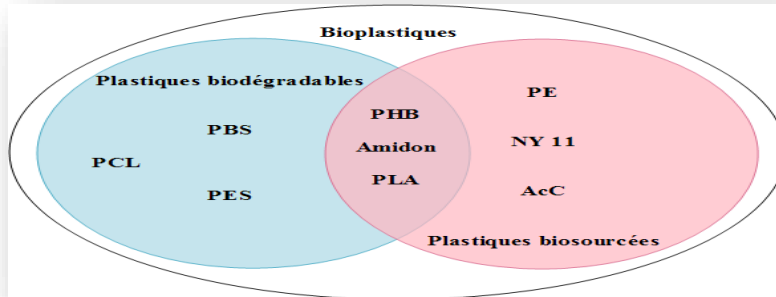 Bioplastiques
Plastiques biodégradables
PE
PHB
PBS
NY 11
Amidon
PCL
PLA
PES
AcC
Plastiques biosourcées